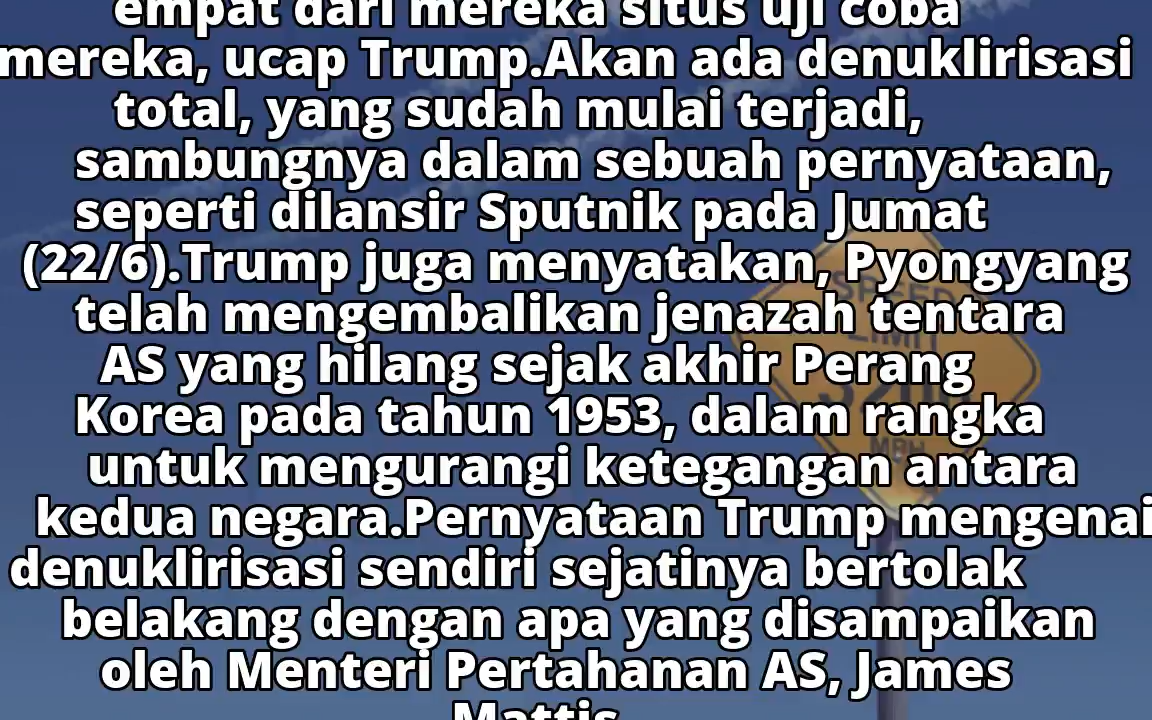 empat dari mereka situs uji coba
mereka, ucap Trump.Akan ada denuklirisasi
total, yang sudah mulai terjadi,
sambungnya dalam sebuah pernyataan,
seperti dilansir Sputnik pada Jumat
(22/6).Trump juga menyatakan, Pyongyang
telah mengembalikan jenazah tentara
AS yang hilang sejak akhir Perang
Korea pada tahun 1953, dalam rangka
untuk mengurangi ketegangan antara
kedua negara.Pernyataan Trump mengenai
denuklirisasi sendiri sejatinya bertolak
belakang dengan apa yang disampaikan
oleh Menteri Pertahanan AS, James
Mattis
SPEED
LIMIT